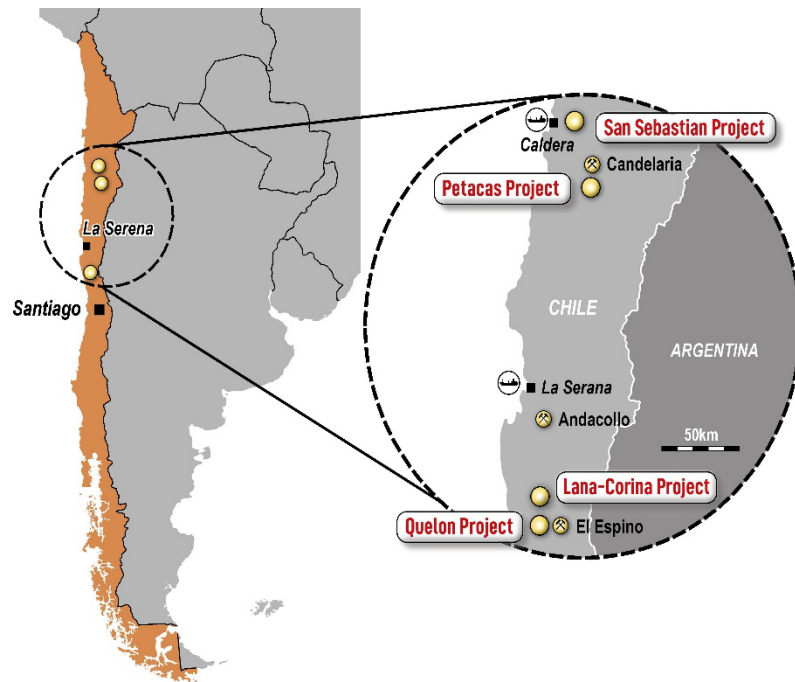 La Serena
Santiago
San Sebastian Project
Caldera
Candelaria
Petacas Project
CHILE
ARGENTINA
La Serana
Andacollo
50km
Lana-Corina Project
Quelon Project
El Espino